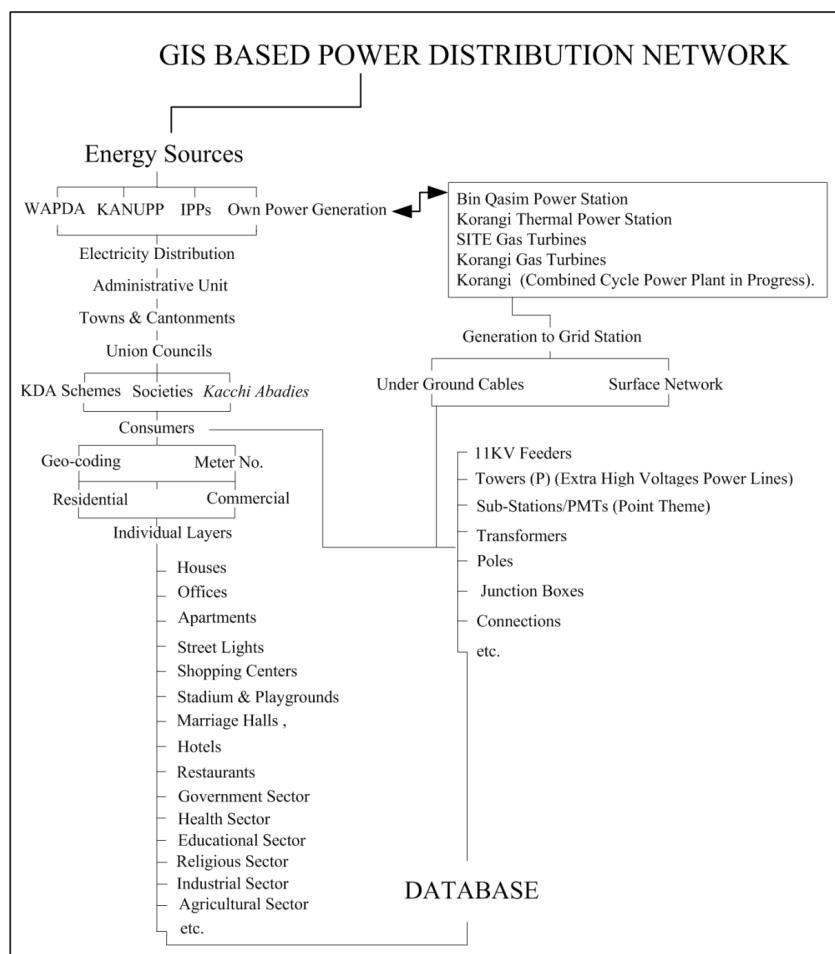 GIS BASED POWER DISTRIBUTION NETWORK
Energy Sources
WAPDA KANUPP IPPs Own Power Generation
Electricity Distribution
Administrative Unit
Towns & Cantonments
Union Councils
KDA Schemes Societies Kacchi Abadies
Consumers
Geo-coding Meter No.
Residential Commercial
Individual Layers
Houses
Offices
Apartments
Street Lights
Shopping Centers
Stadium & Playgrounds
Marriage Halls ,
Hotels
Restaurants
Government Sector
Health Sector
Educational Sector
Religious Sector
Industrial Sector
Agricultural Sector
etc.
Bin Qasim Power Station
Korangi Thermal Power Station
SITE Gas Turbines
Korangi Gas Turbines
Korangi (Combined Cycle Power Plant in Progress).
Generation to Grid Station
Under Ground Cables Surface Network
11KV Feeders
Towers (P) (Extra High Voltages Power Lines)
Sub-Stations/PMTs (Point Theme)
Transformers
Poles
Junction Boxes
Connections
etc.
DATABASE